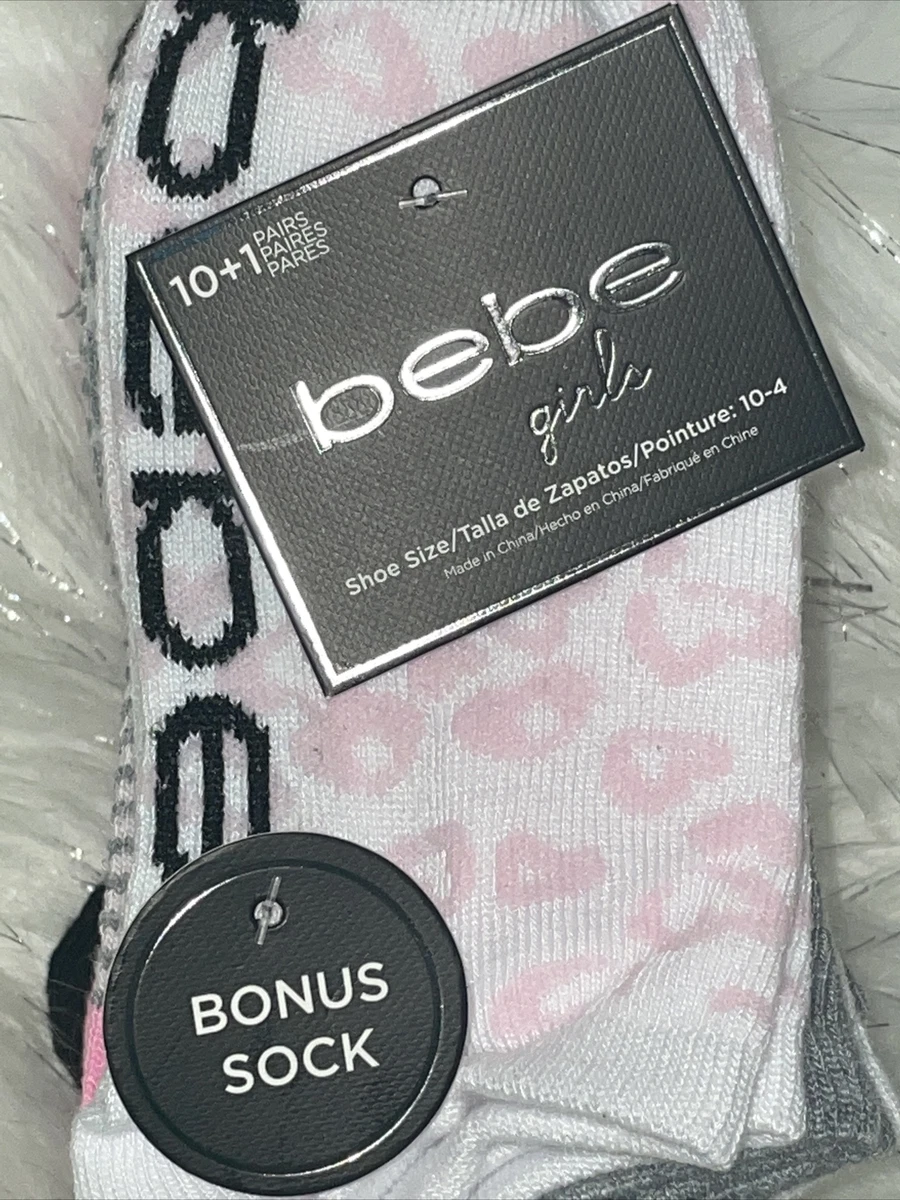 10+1
PAIRS
PAIRES
PARES
bebe
girls
Shoe Size/Talla de Zapatos/Pointure: 10-4
Made in China/Hecho en China/Fabriqué en Chine
BONUS
SOCK